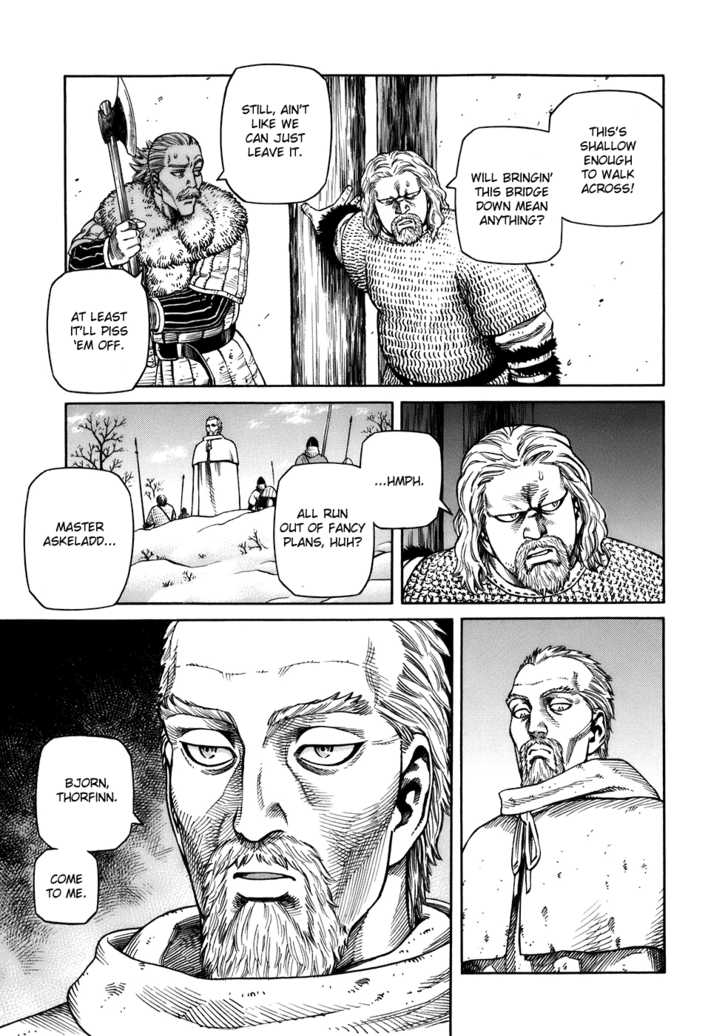 THIS'S
SHALLOW
ENOUGH
TO WALK
ACROSS!
WILL BRINGIN'
THIS BRIDGE
DOWN MEAN
ANYTHING?
STILL, AIN'T
LIKE WE
CAN JUST
LEAVE IT.
AT LEAST
IT'LL PISS
'EM OFF.
...HMPH.
ALL RUN
OUT OF FANCY
PLANS, HUH?
MASTER
ASKELADD...
BJORN,
THORFINN.
COME
TO ME.